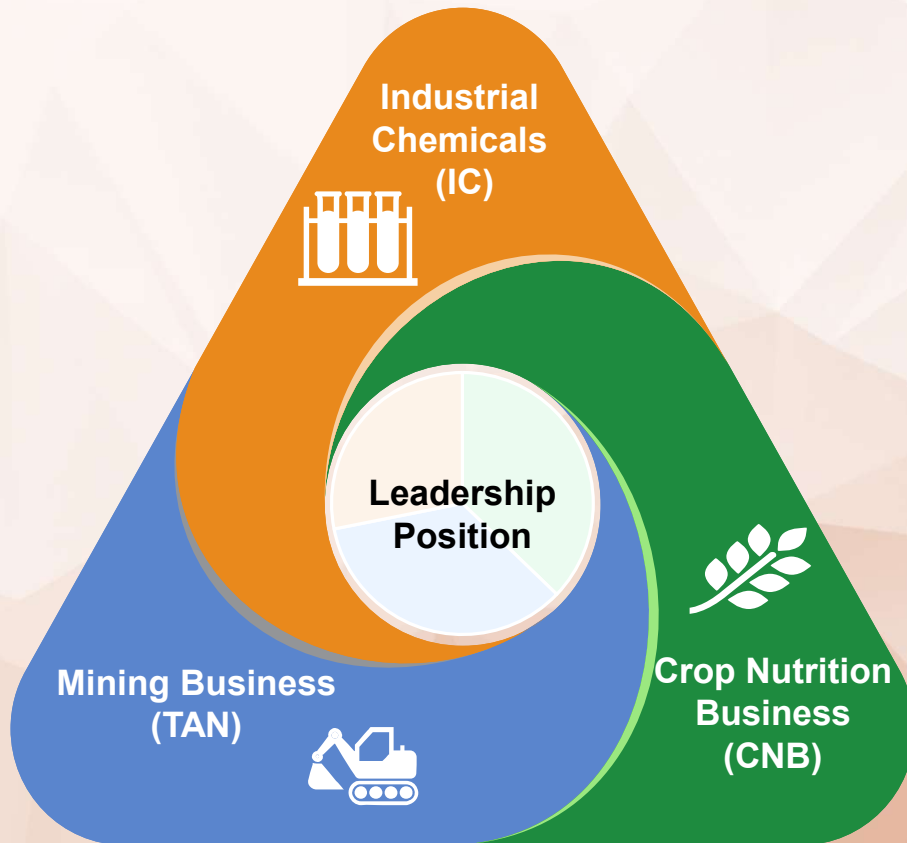 Industrial
Chemicals
(IC)
Leadership
Position
Mining Business
(TAN)
Crop Nutrition
Business
(CNB)